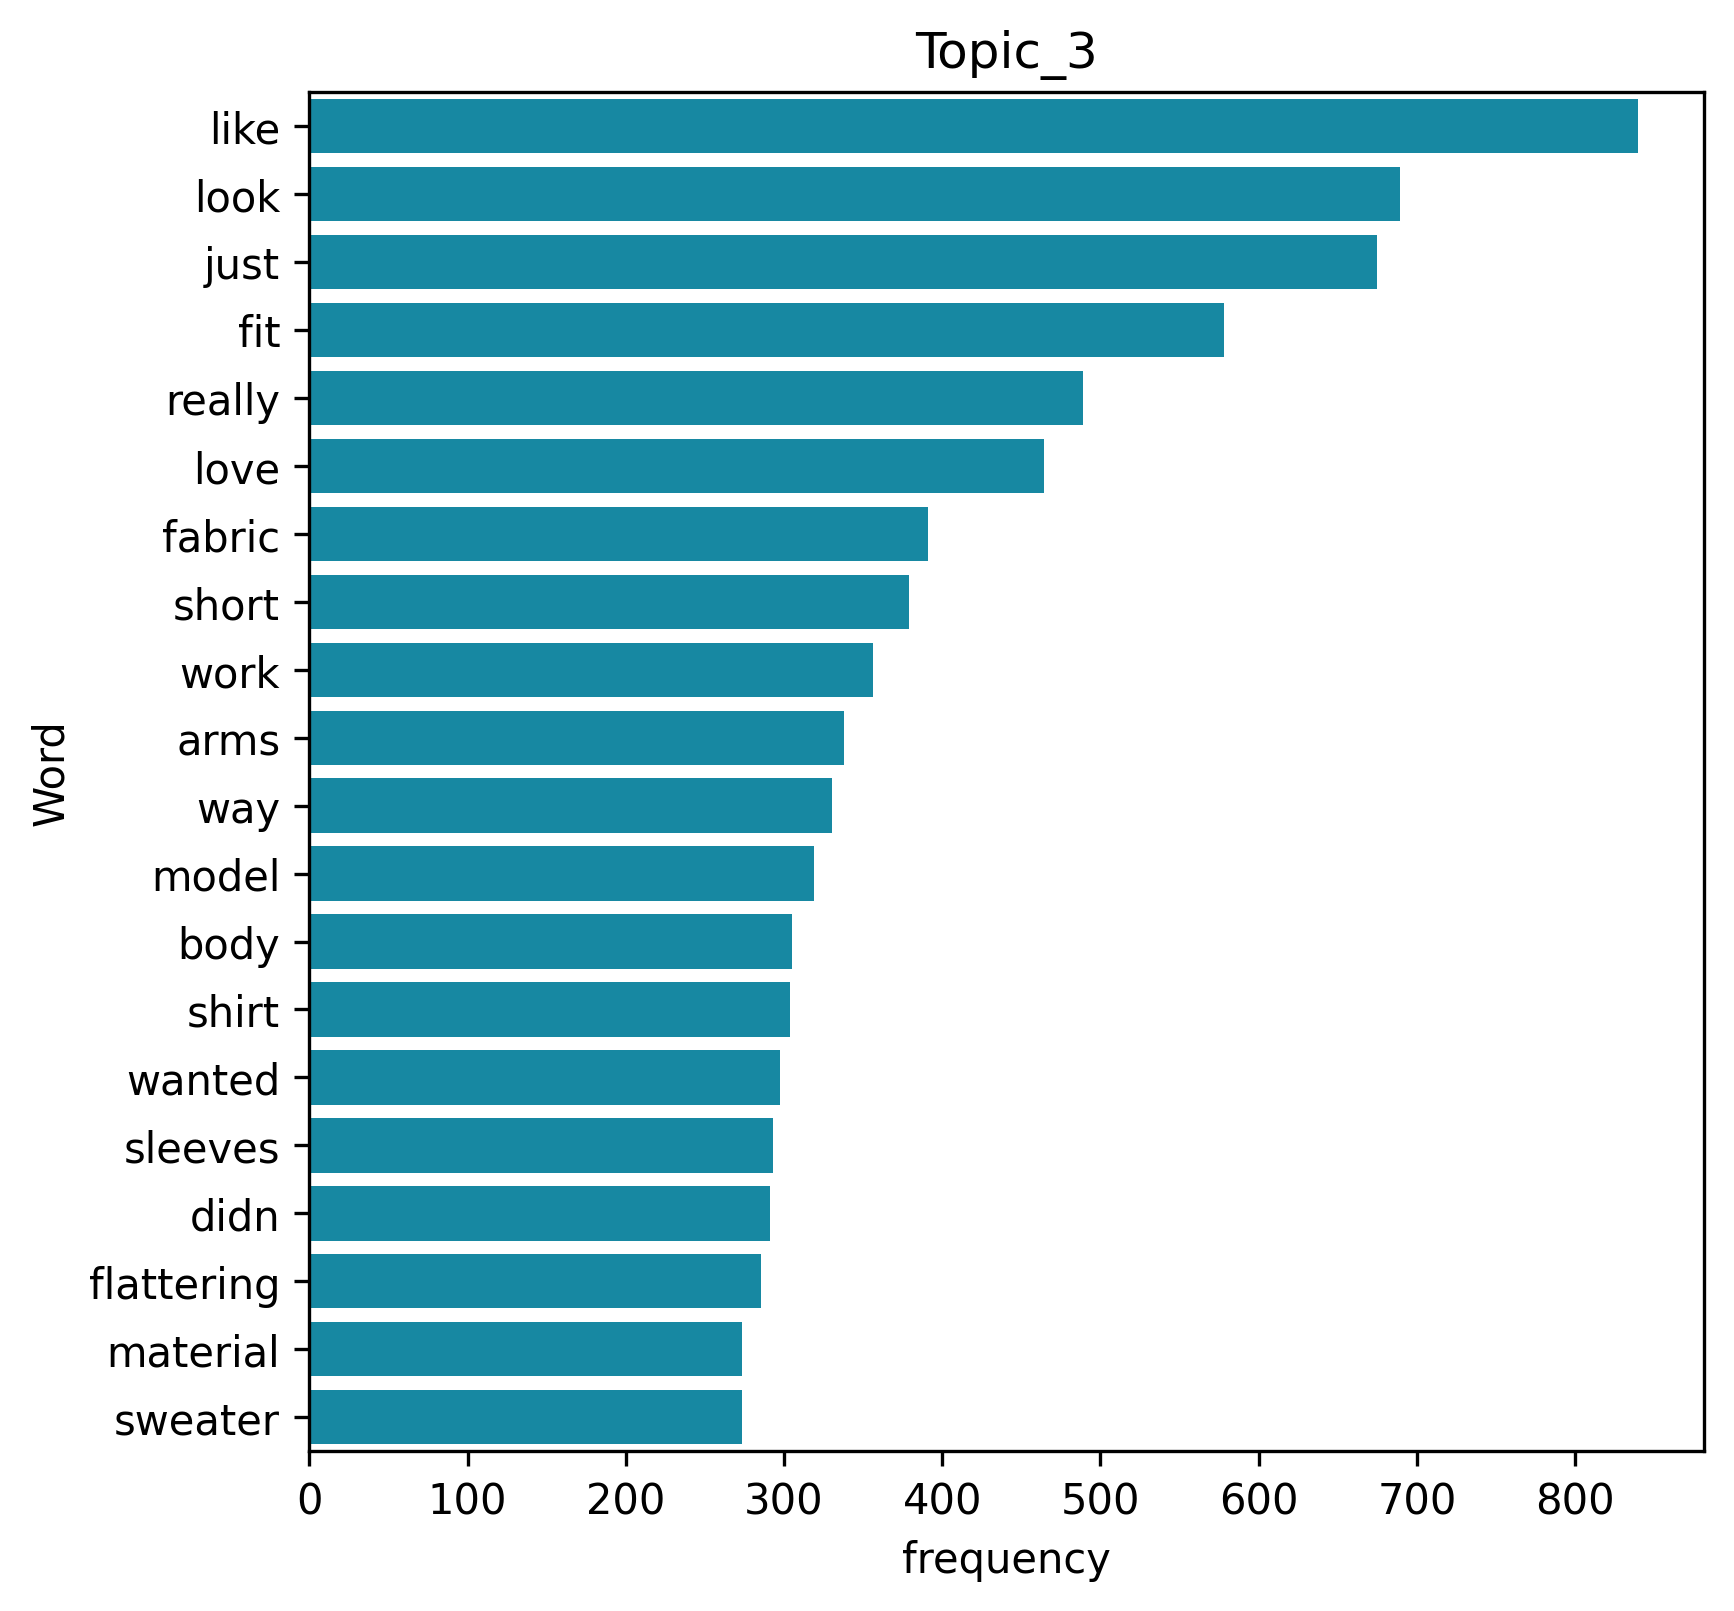 Topic_3
like
look
just
fit
really
love
fabric
short
work
arms
way
model
body
shirt
wanted
sleeves
didn
flattering
material
sweater
Word
0 100 200 300 400 500 600 700 800
frequency